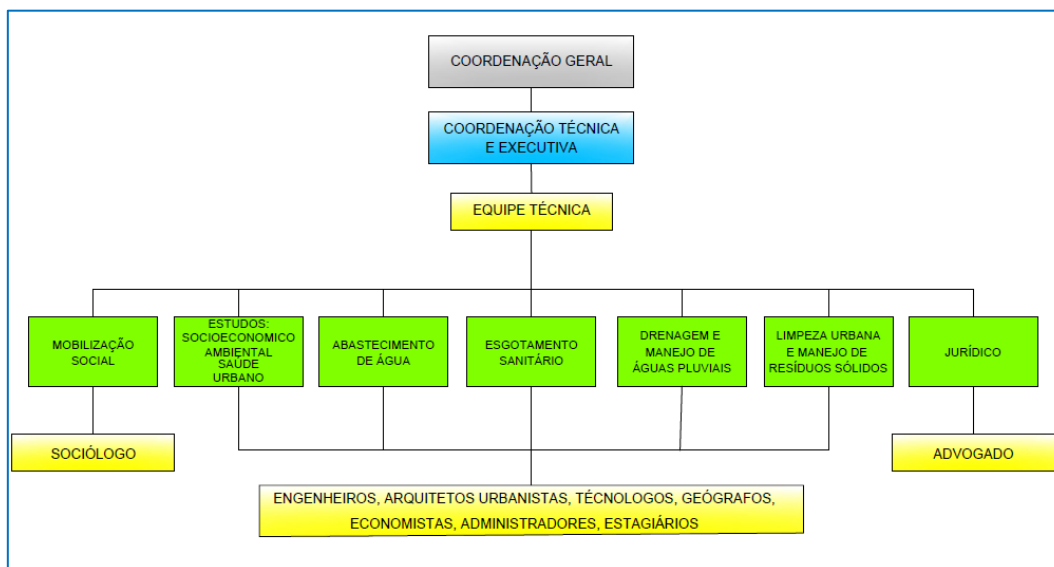 COORDENAÇÃO GERAL
COORDENAÇÃO TÉCNICA
E EXECUTIVA
EQUIPE TÉCNICA
MOBILIZAÇÃO
SOCIAL
ESTUDOS:
SOCIOECONOMICO
AMBIENTAL
SAÚDE
URBANO
ABASTECIMENTO
DE ÁGUA
ESGOTAMENTO
SANITÁRIO
DRENAGEM E
MANEJO DE
ÁGUAS PLUVIAIS
LIMPEZA URBANA
E MANEJO DE
RESÍDUOS SÓLIDOS
JURÍDICO
SOCIÓLOGO
ADVOGADO
ENGENHEIROS, ARQUITETOS URBANISTAS, TÉCNOLOGOS, GEÓGRAFOS,
ECONOMISTAS, ADMINISTRADORES, ESTAGIÁRIOS